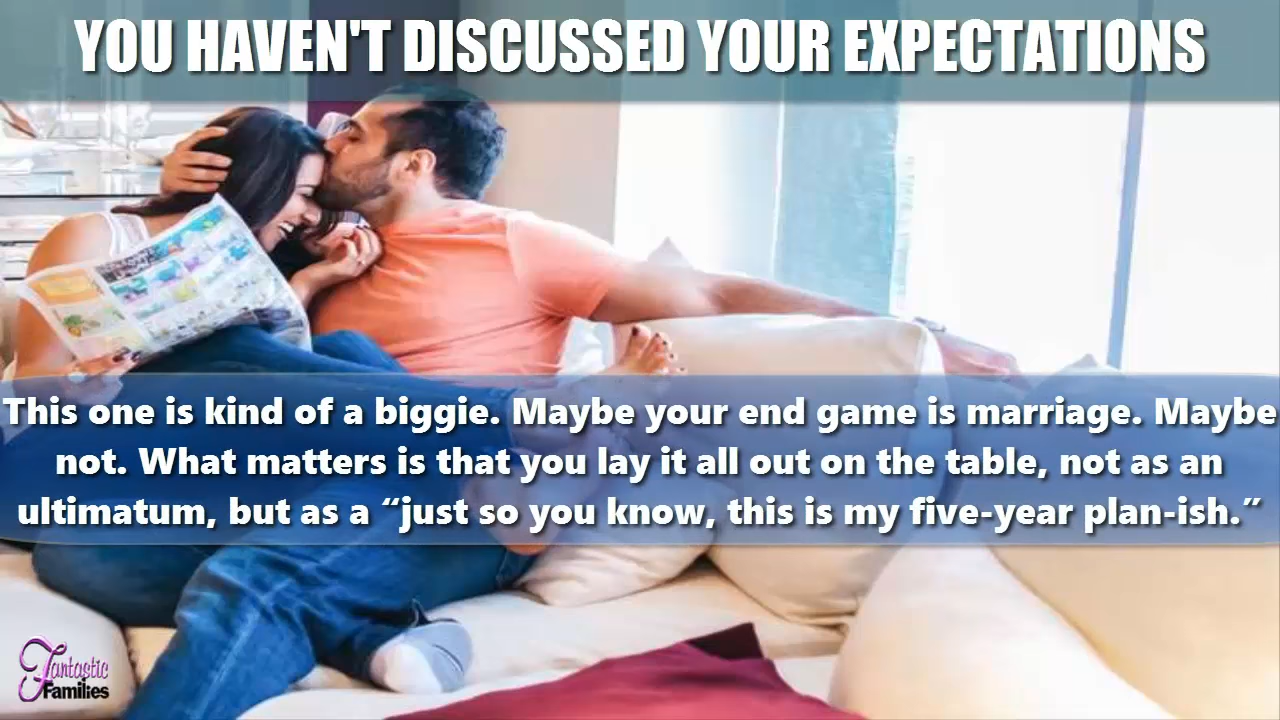 YOU HAVEN'T DISCUSSED YOUR EXPECTATIONS
This one is kind of a biggie. Maybe your end game is marriage. Maybe
not. What matters is that you lay it all out on the table, not as an
ultimatum, but as a “just so you know, this is my five-year plan-ish.”
Fantastic
Families